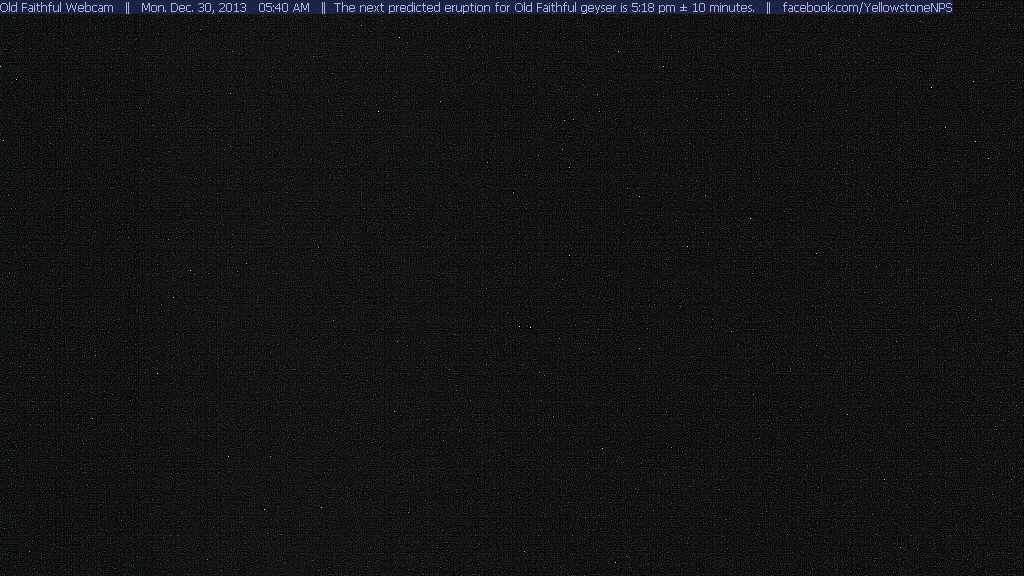 Old Faithful Webcam || Mon. Dec. 30, 2013 05:40 AM || The next predicted eruption for Old Faithful geyser is 5:18 pm ± 10 minutes. || facebook.com/YellowstoneNPS